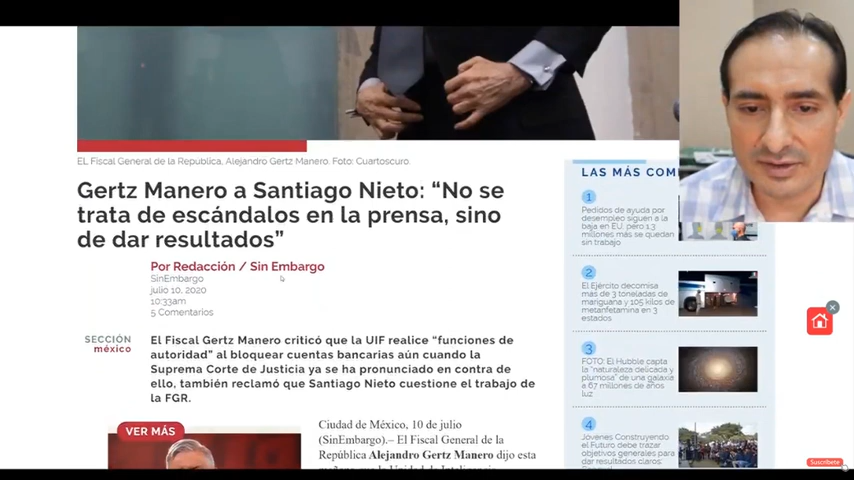 EL Fiscal General de la República, Alejandro Gertz Manero. Foto: Cuartoscuro.
Gertz Manero a Santiago Nieto: “No se
trata de escándalos en la prensa, sino
de dar resultados”
Por Redacción / Sin Embargo
SinEmbargo
julio 10, 2020
10:33am
5 Comentarios
SECCIÓN
méxico
El Fiscal Gertz Manero criticó que la UIF realice “funciones de
autoridad” al bloquear cuentas bancarias aún cuando la
Suprema Corte de Justicia ya se ha pronunciado en contra de
ello, también reclamó que Santiago Nieto cuestione el trabajo de
la FGR.
VER MÁS
Ciudad de México, 10 de julio
(SinEmbargo).– El Fiscal General de la
República Alejandro Gertz Manero dijo esta
LAS MÁS COM
1
Pedidos de ayuda por
desempleo siguen a la
baja en EU, pero 1,3
millones más se quedan
sin trabajo
2
El Ejército decomisa
más de 3 toneladas de
mariguana y 105 kilos de
metanfetamina en 3
estados
3
FOTO: El Hubble capta
la “naturaleza delicada y
plumosa” de una galaxia
a 67 millones de años
luz
4
Jóvenes Construyendo
el Futuro debe trazar
objetivos generales para
dar resultados claros:
Suscríbete